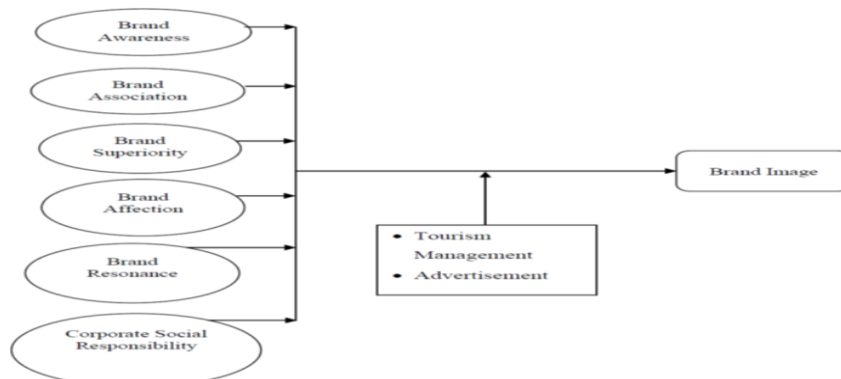 Brand
Awareness
Brand
Association
Brand
Superiority
Brand
Affection
Brand
Resonance
Corporate Social
Responsibility
• Tourism
Management
• Advertisement
Brand Image